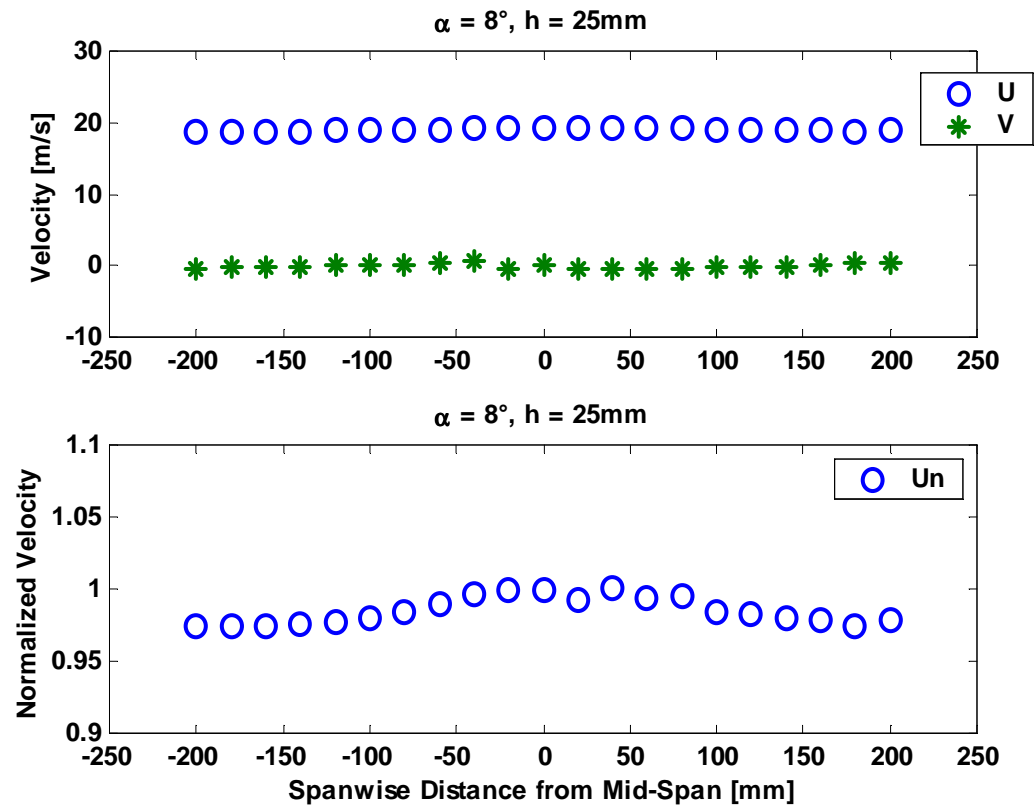 α = 8°, h = 25mm
30
20
10
0
-10
Velocity [m/s]
U
V
-250 -200 -150 -100 -50 0 50 100 150 200 250
α = 8°, h = 25mm
1.1
1.05
1
0.95
0.9
Normalized Velocity
Un
-250 -200 -150 -100 -50 0 50 100 150 200 250
Spanwise Distance from Mid-Span [mm]